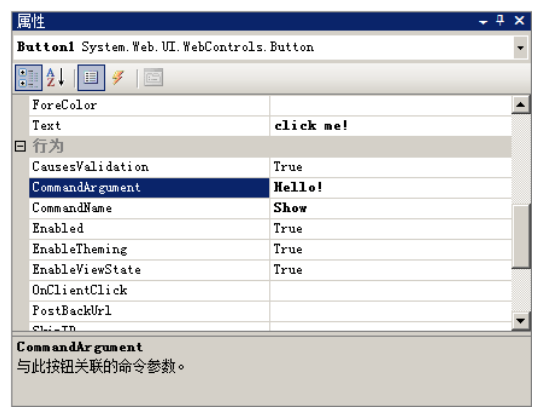 属性
Button1 System.Web.UI.WebControls.Button
ForeColor
Text click me!
行为
CausesValidation True
CommandArgument Hello!
CommandName Show
Enabled True
EnableTheming True
EnableViewState True
OnClientClick
PostBackUrl
SkinID
CommandArgument
与此按钮关联的命令参数。